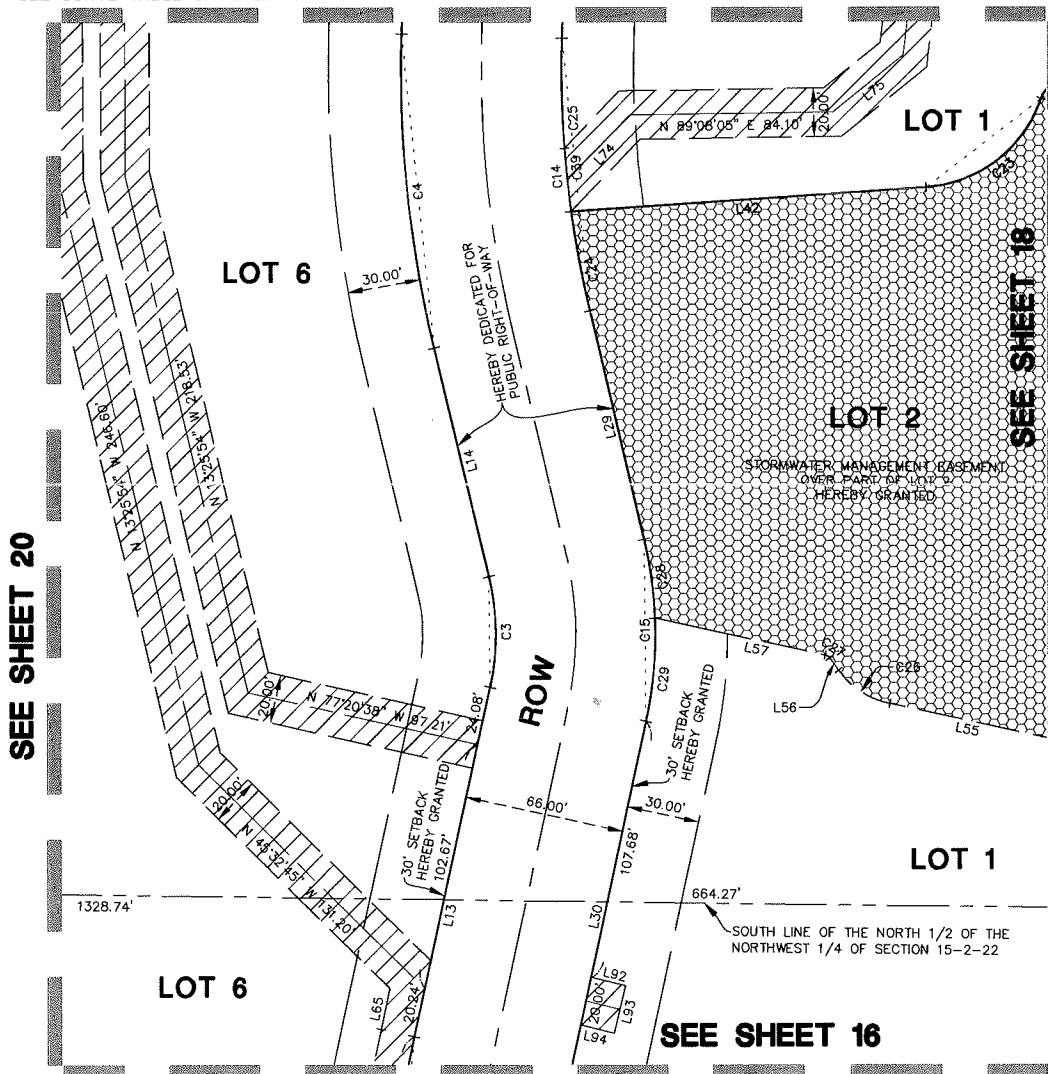 LOT 1
LOT 6
LOT 2
LOT 1
LOT 6
ROW
SEE SHEET 18
SEE SHEET 20
SEE SHEET 16
HEREBY DEDICATED FOR
PUBLIC RIGHT-OF-WAY
STORMWATER MANAGEMENT EASEMENT
OVER PART OF LOT 2
HEREBY GRANTED
30' SETBACK
HEREBY GRANTED
30' SETBACK
HEREBY GRANTED
SOUTH LINE OF THE NORTH 1/2 OF THE
NORTHWEST 1/4 OF SECTION 15-2-22
N 89°08'05" E 84.10'
20.00'
L75
L74
C25
C39
C14
C4
C23
L42
C24
30.00'
L29
L14
N 13°25'54" W 218.53'
W 246.60'
C28
C15
C3
C29
L57
C27
C26
L56
L55
N 77°20'38" W 97.21'
20.00'
24.08'
66.00'
30.00'
102.67'
107.68'
20.00'
N 45°32'45" W 131.20'
1328.74'
664.27'
L13
L30
L65
20.24'
L92
20.00'
L93
L94